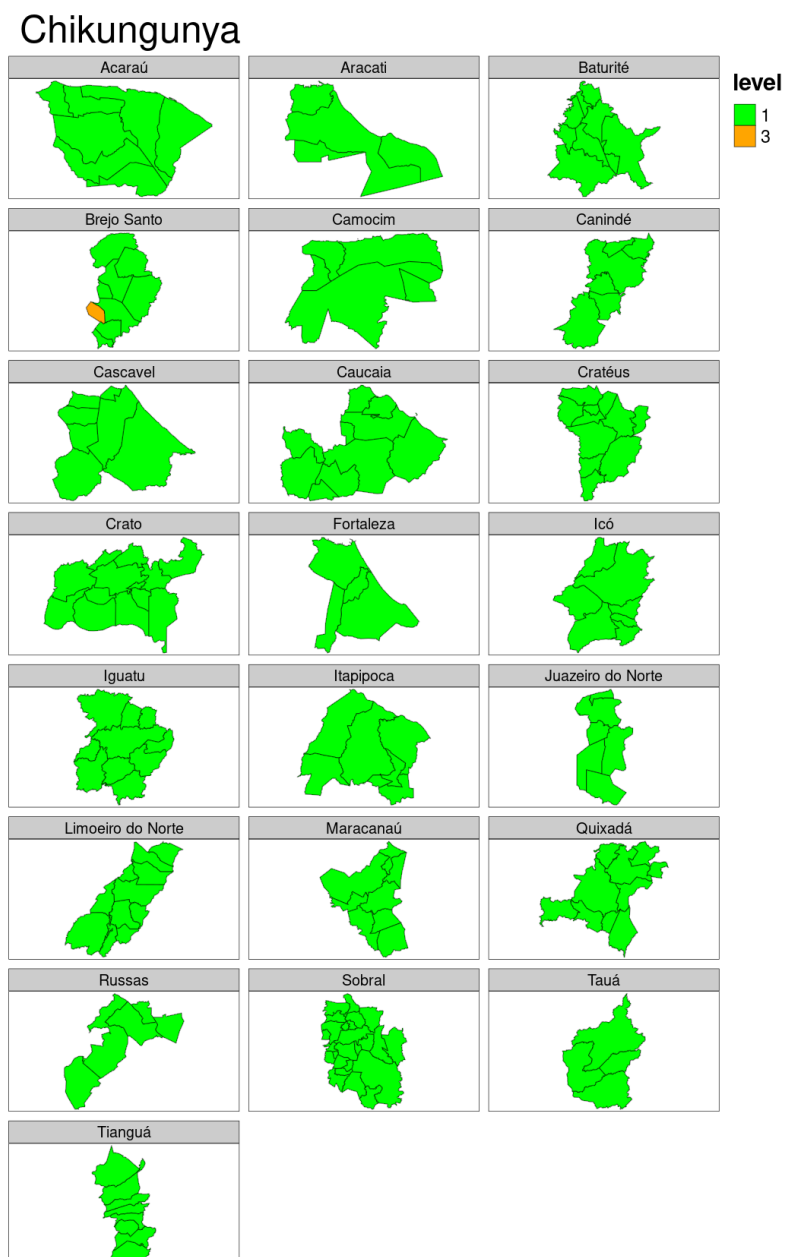 Chikungunya
Acaraú
Aracati
Baturité
level
1
3
Brejo Santo
Camocim
Canindé
Cascavel
Caucaia
Cratéus
Crato
Fortaleza
Icó
Iguatu
Itapipoca
Juazeiro do Norte
Limoeiro do Norte
Maracanaú
Quixadá
Russas
Sobral
Tauá
Tianguá